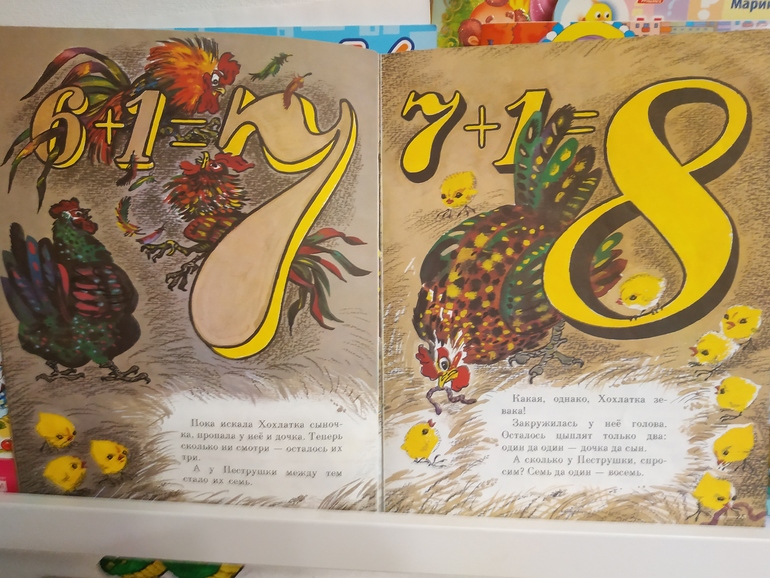 Марий
6+1=7
Пока искала Хохлатка сыноч-
ка, пропала у неё и дочка. Теперь
сколько ни смотри — осталось их
три.
А у Пеструшки между тем
стало их семь.
7+1=8
Какая, однако, Хохлатка зе-
вака!
Закружилась у неё голова.
Осталось цыплят только два:
один да один — дочка да сын.
А сколько у Пеструшки, спро-
сим? Семь да один — восемь.